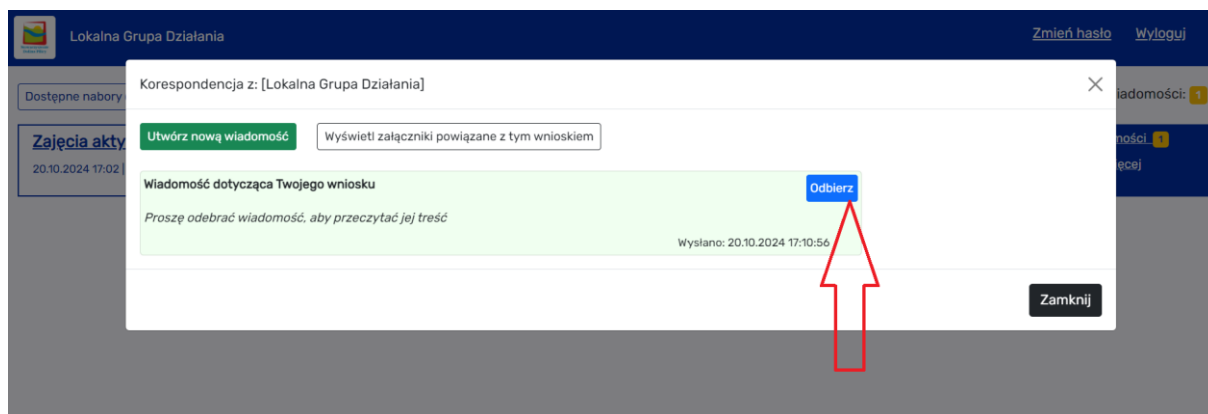 Lokalna Grupa Działania
Zmień hasło Wyloguj
Korespondencja z: [Lokalna Grupa Działania]
Dostępne nabory
iadomości: 1
Utwórz nową wiadomość Wyświetl załączniki powiązane z tym wnioskiem
Zajęcia akty
ności 1
20.10.2024 17:02 |
ęcej
Wiadomość dotycząca Twojego wniosku
Odbierz
Proszę odebrać wiadomość, aby przeczytać jej treść
Wysłano: 20.10.2024 17:10:56
Zamknij